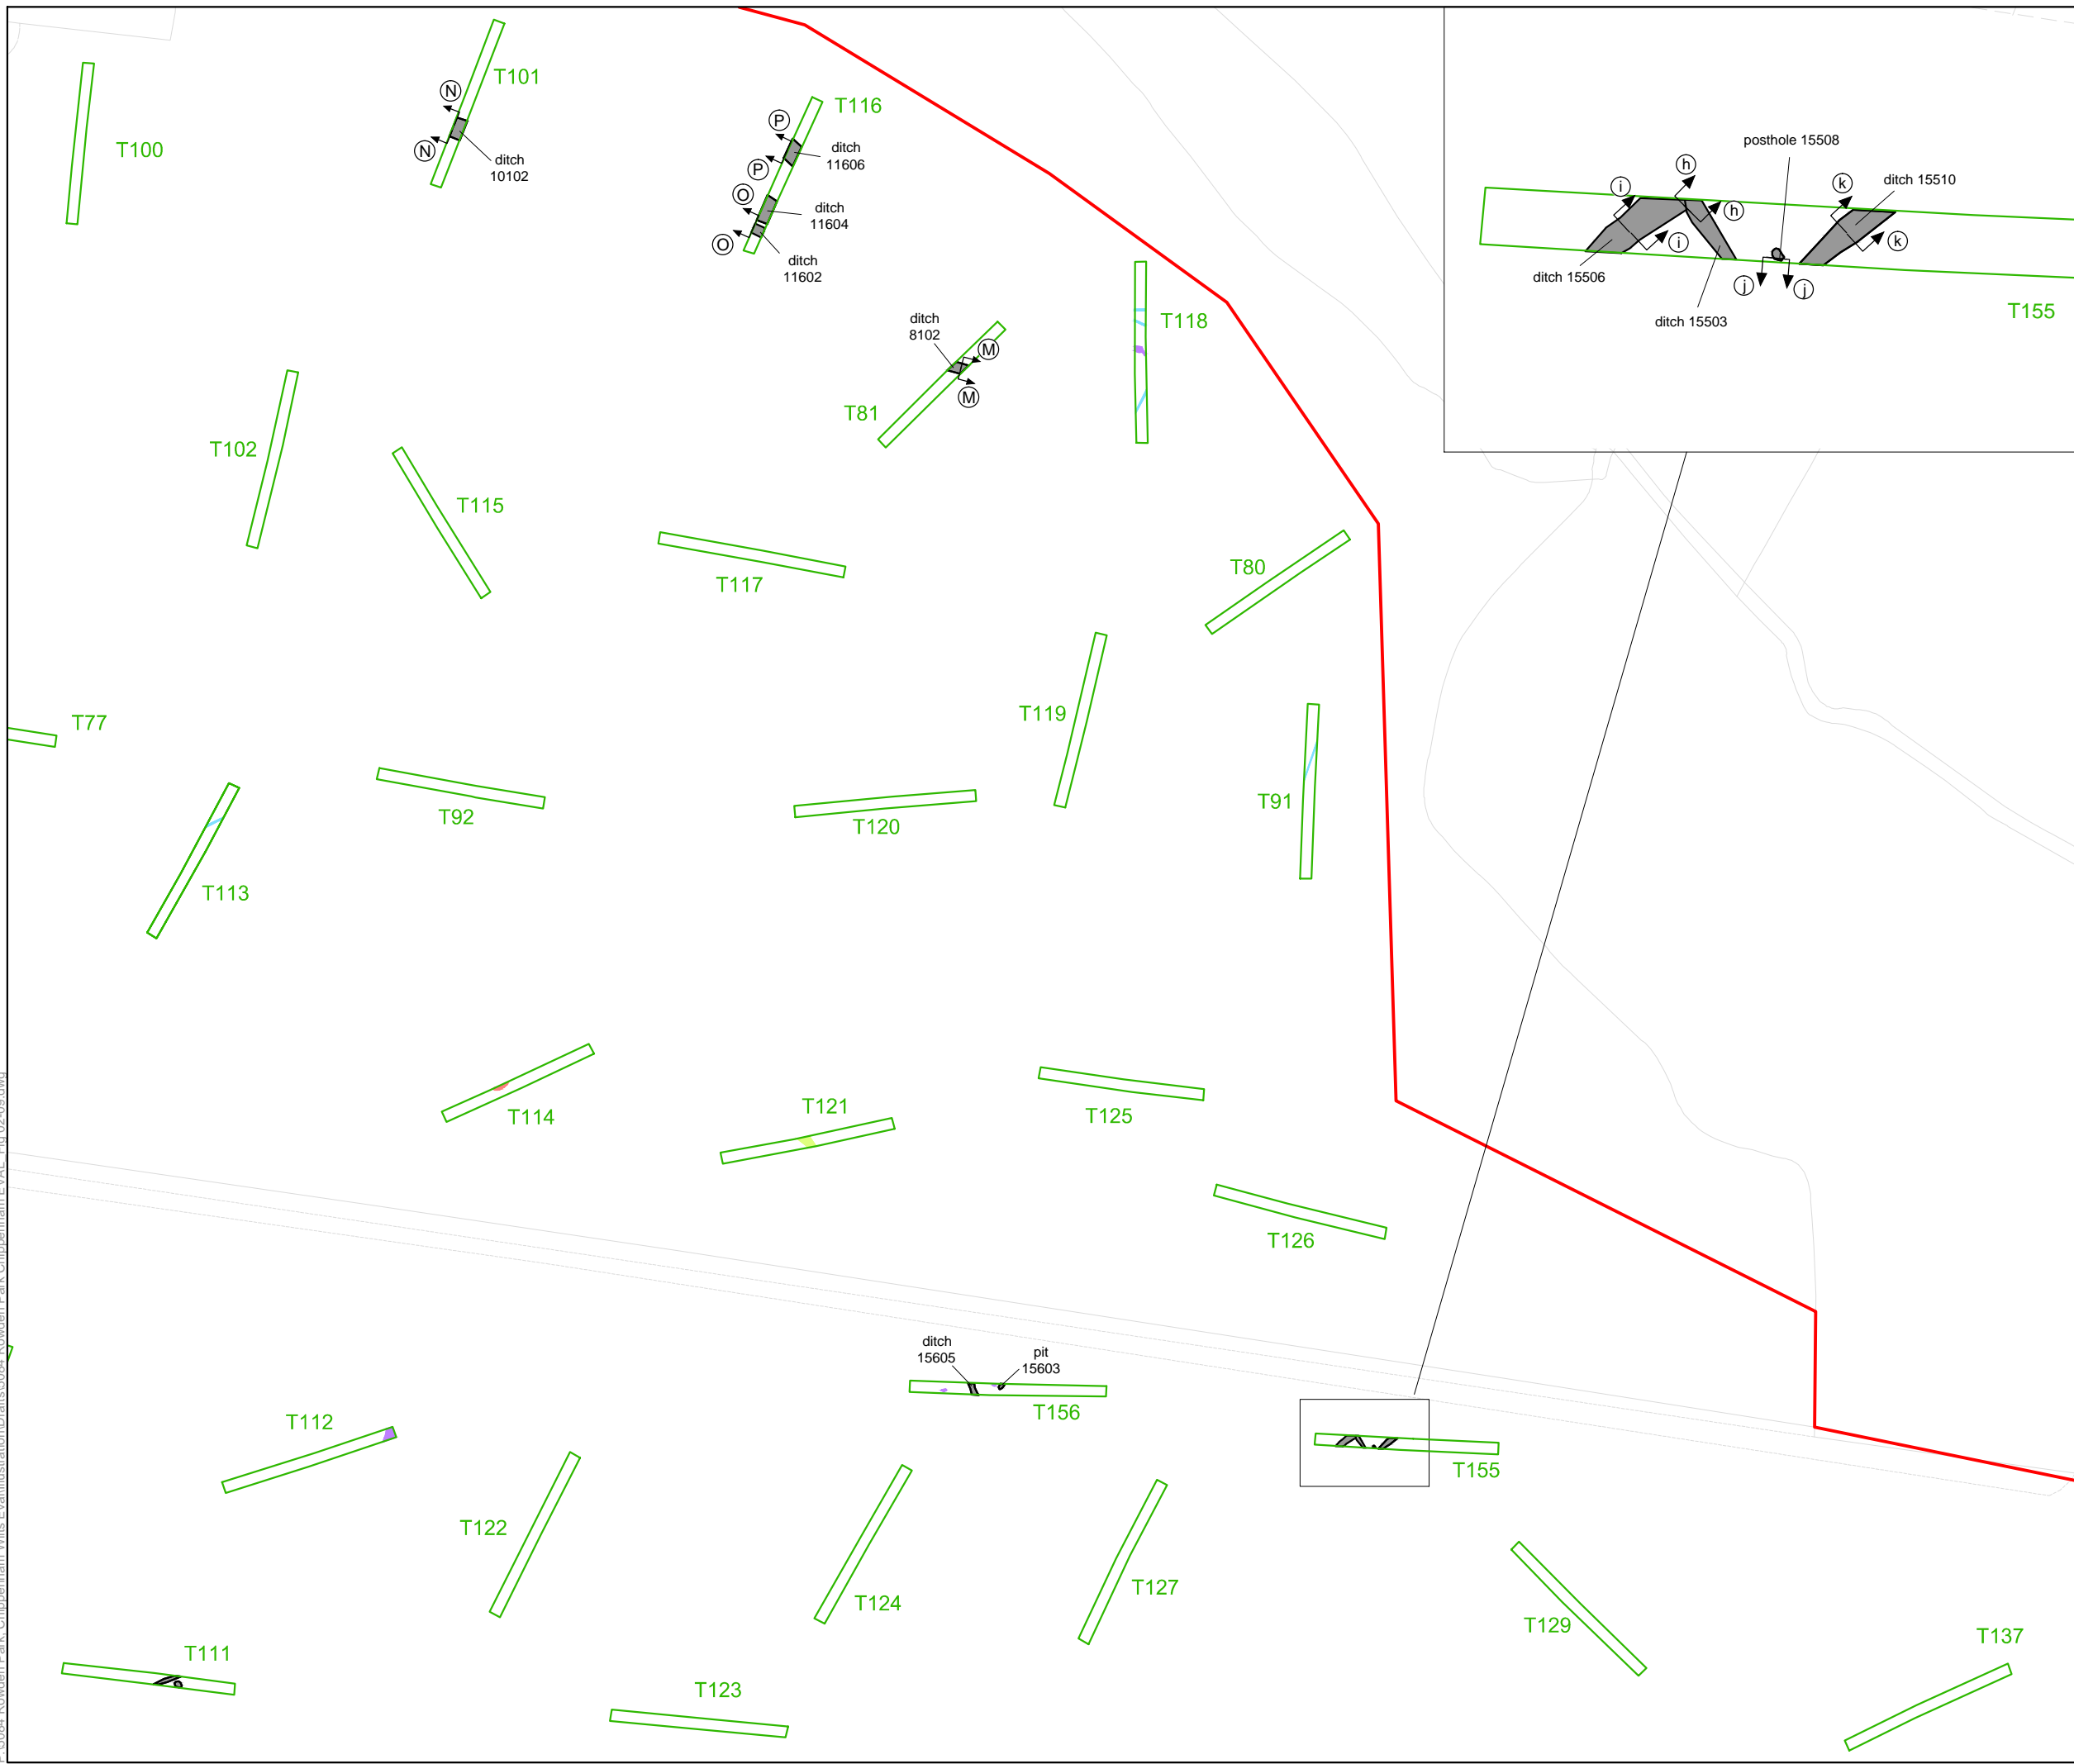 T101
N
T116
T100
N
P
ditch
10102
ditch
11606
P
O
ditch
11604
O
ditch
11602
posthole 15508
h
i
k
ditch 15510
h
i
k
ditch 15506
j
j
ditch 15503
T155
ditch
8102
M
T118
M
T81
T102
T115
T117
T80
T119
T77
T91
T92
T120
T113
T114
T121
T125
T126
ditch
15605
pit
15603
T156
T112
T155
T122
T124
T127
T129
T111
T137
T123